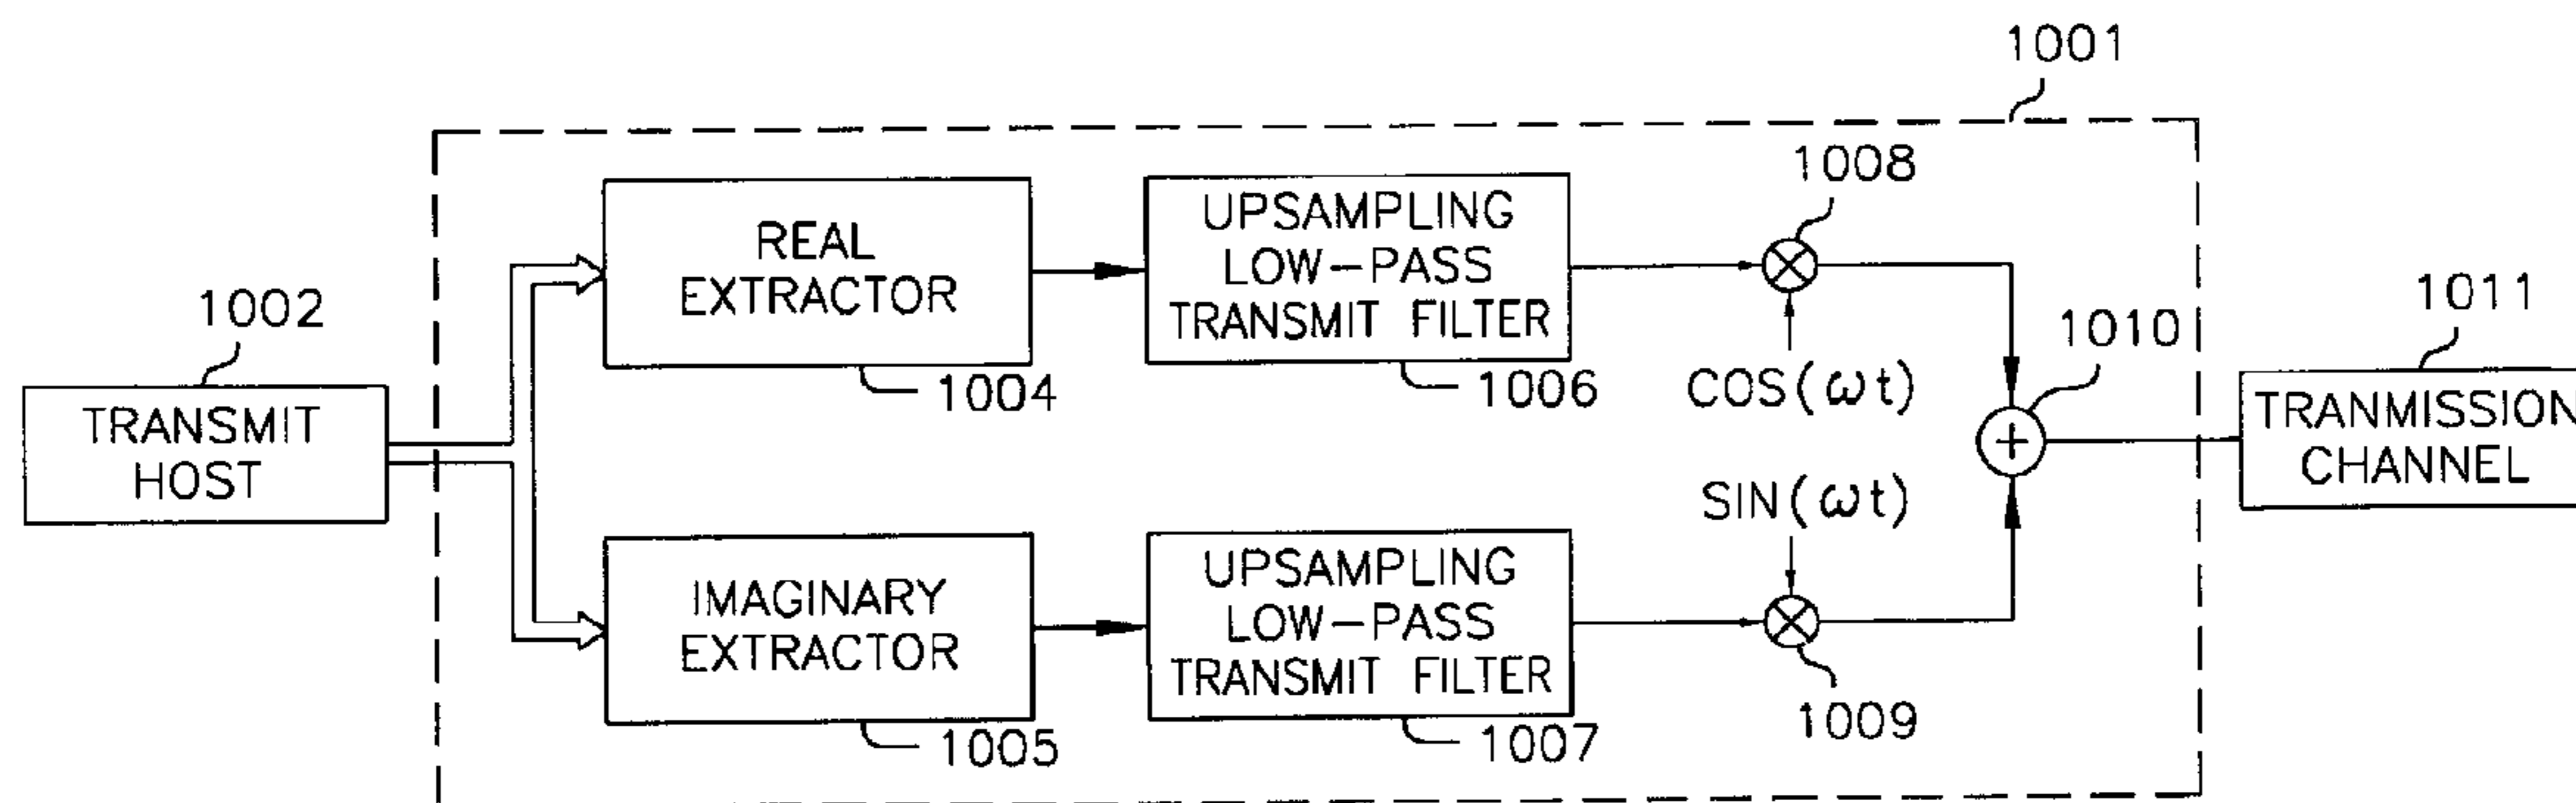 1001
1008
UPSAMPLING
LOW-PASS
TRANSMIT FILTER
REAL
EXTRACTOR
1002
1004
1006
COS(ωt)
1010
1011
TRANSMIT
HOST
TRANMISSION
CHANNEL
SIN(ωt)
IMAGINARY
EXTRACTOR
UPSAMPLING
LOW-PASS
TRANSMIT FILTER
1005
1007
1009